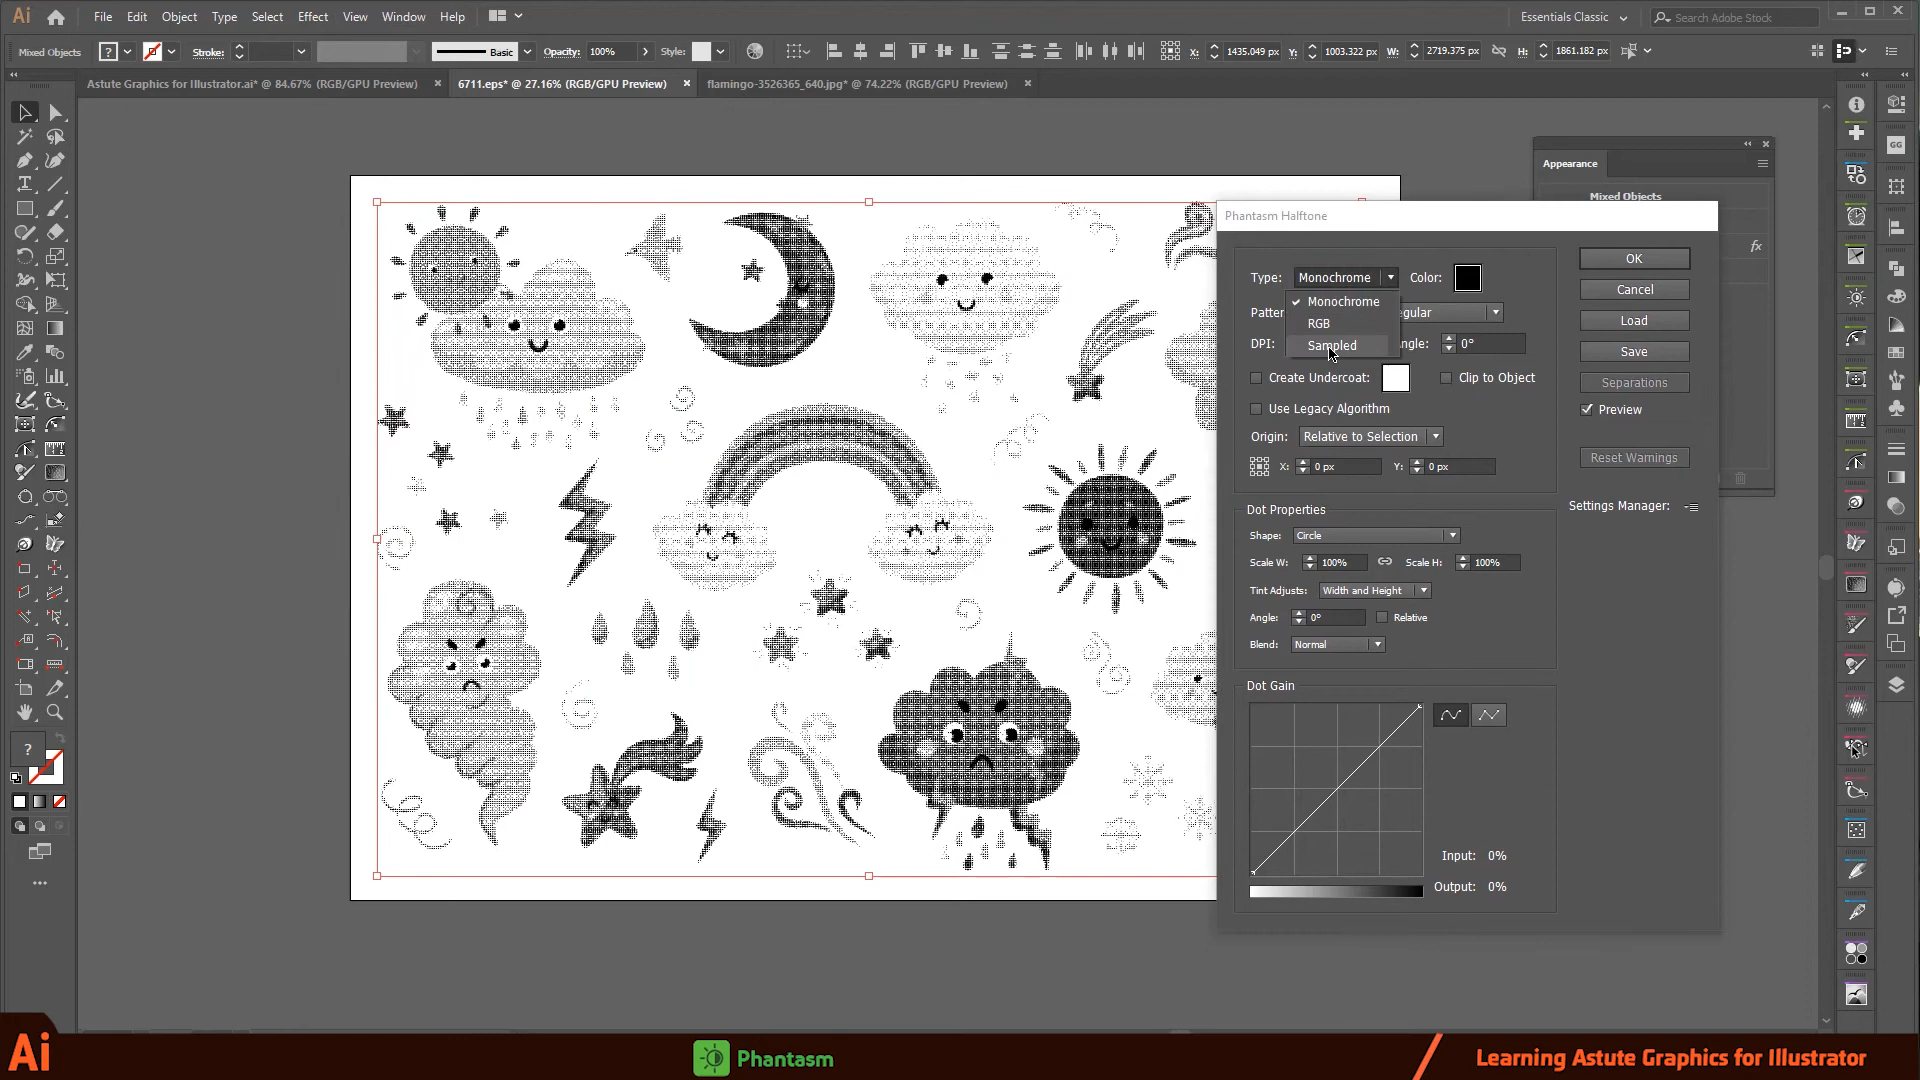 Ai File Edit Object Type Select Effect View Window Help Essentials Classic Search Adobe Stock
Mixed Objects ? Stroke: Basic Opacity: 100% Style: X: 1435.049 px Y: 1003.322 px W: 2719.375 px H: 1861.182 px
Astute Graphics for Illustrator.ai* @ 84.67% (RGB/GPU Preview) 6711.eps* @ 27.16% (RGB/GPU Preview) flamingo-3526365_640.jpg* @ 74.22% (RGB/GPU Preview)
Appearance
Mixed Objects
fx
GG
Phantasm Halftone
Type: Monochrome Color:
Monochrome
RGB
Sampled
Patter egular
DPI: ngle: 0°
Create Undercoat: Clip to Object
Use Legacy Algorithm
Origin: Relative to Selection
X: 0 px Y: 0 px
Dot Properties
Shape: Circle
Scale W: 100% Scale H: 100%
Tint Adjusts: Width and Height
Angle: 0° Relative
Blend: Normal
Dot Gain
Input: 0%
Output: 0%
OK
Cancel
Load
Save
Separations
Preview
Reset Warnings
Settings Manager:
?
Ai Phantasm Learning Astute Graphics for Illustrator